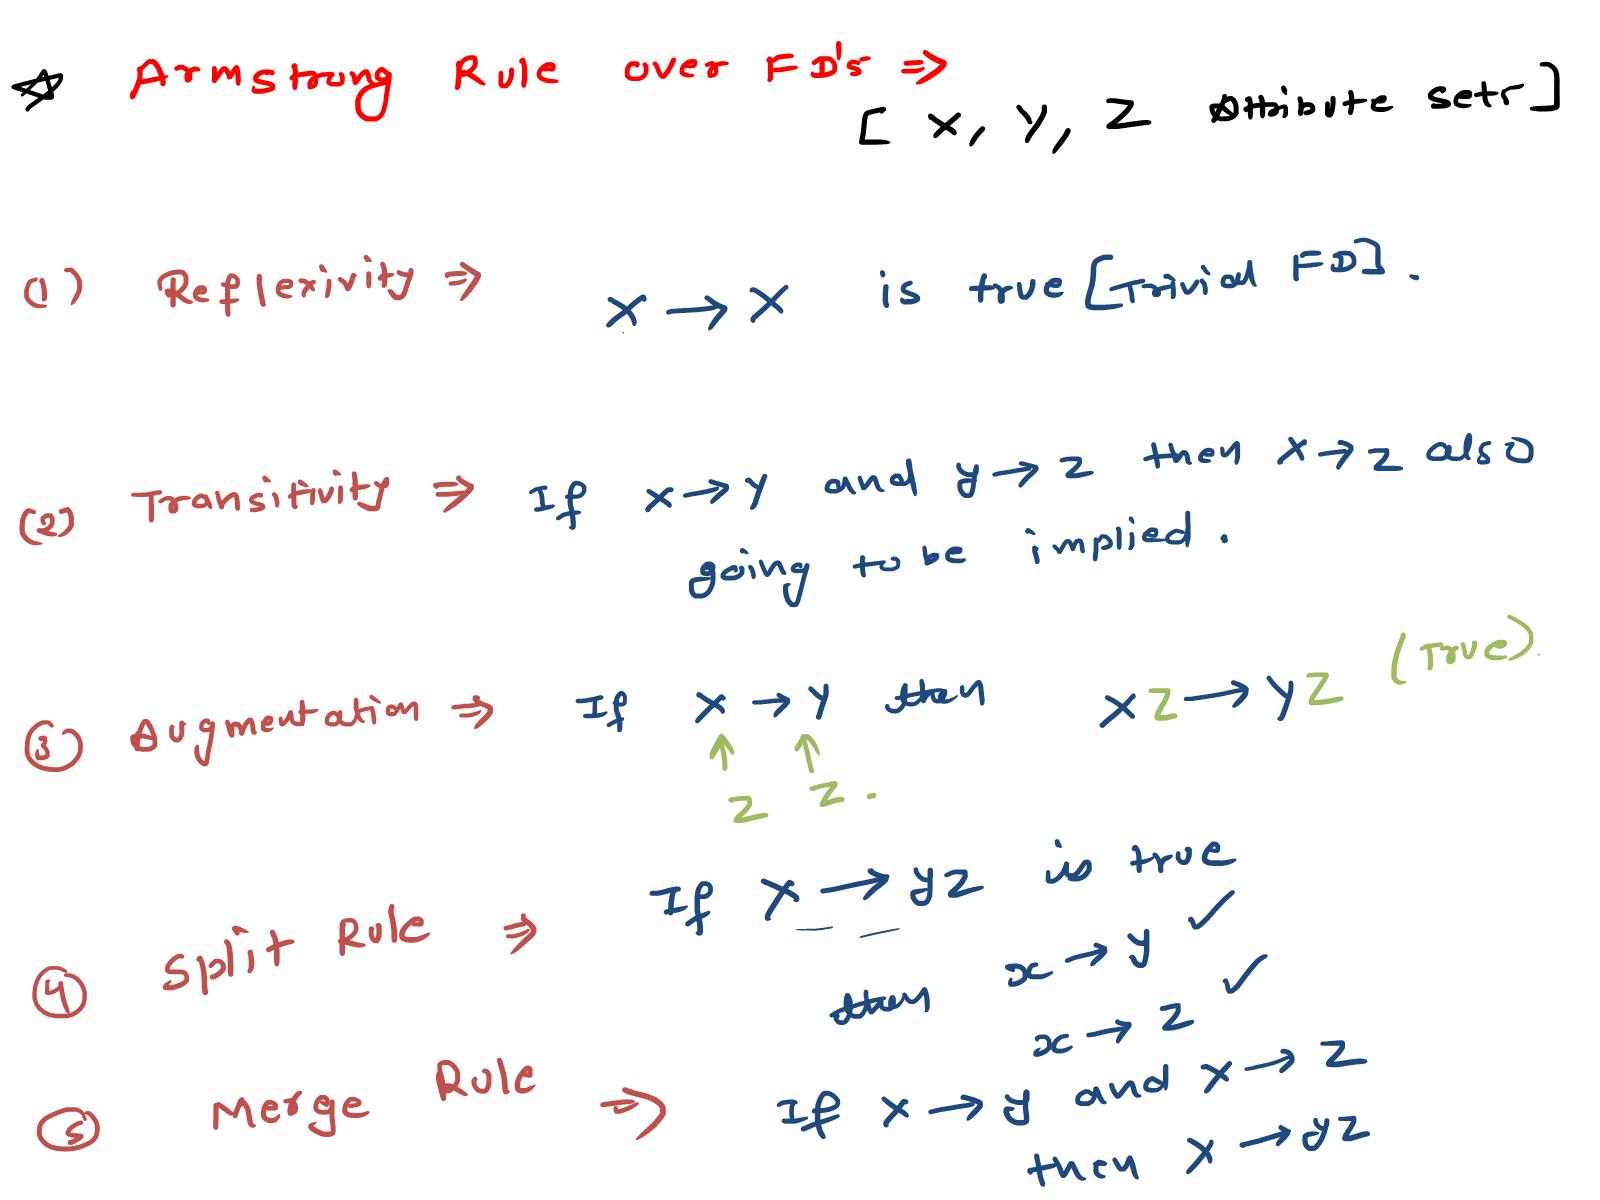 ☆ Armstrong Rule over FD's ⇒
[ X, Y, Z Attribute setr ]
(1) Reflexivity ⇒ X → X is true [Trivial FD].
(2) Transitivity ⇒ If x → y and y → z then x → z also
going to be implied.
(3) Augmentation ⇒ If X → Y then XZ → YZ (True).
↑ ↑
Z Z.
(4) Split Rule ⇒ If X → YZ is true
then x → y ✓
x → z ✓
(5) Merge Rule ⇒ If x → y and x → z
then x → yz